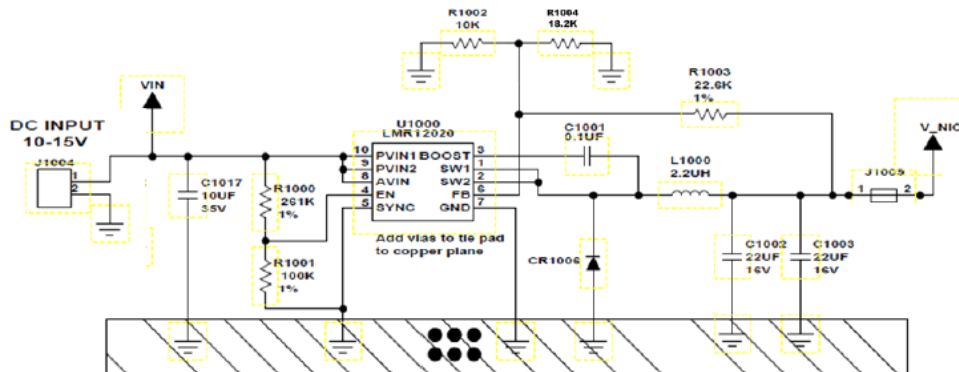 R1002
10K
R1004
18.2K
VIN
DC INPUT
10-15V
J1004
1
2
C1017
10UF
35V
R1000
261K
1%
R1001
100K
1%
U1000
LMR12020
10 PVIN1 BOOST 3
9 PVIN2 SW1 1
8 AVIN SW2 2
4 EN FB 6
5 SYNC GND 7
Add vias to tie pad
to copper plane
C1001
0.1UF
R1003
22.6K
1%
L1000
2.2UH
CR1006
C1002
22UF
16V
C1003
22UF
16V
J1009
1 2
V_NIC